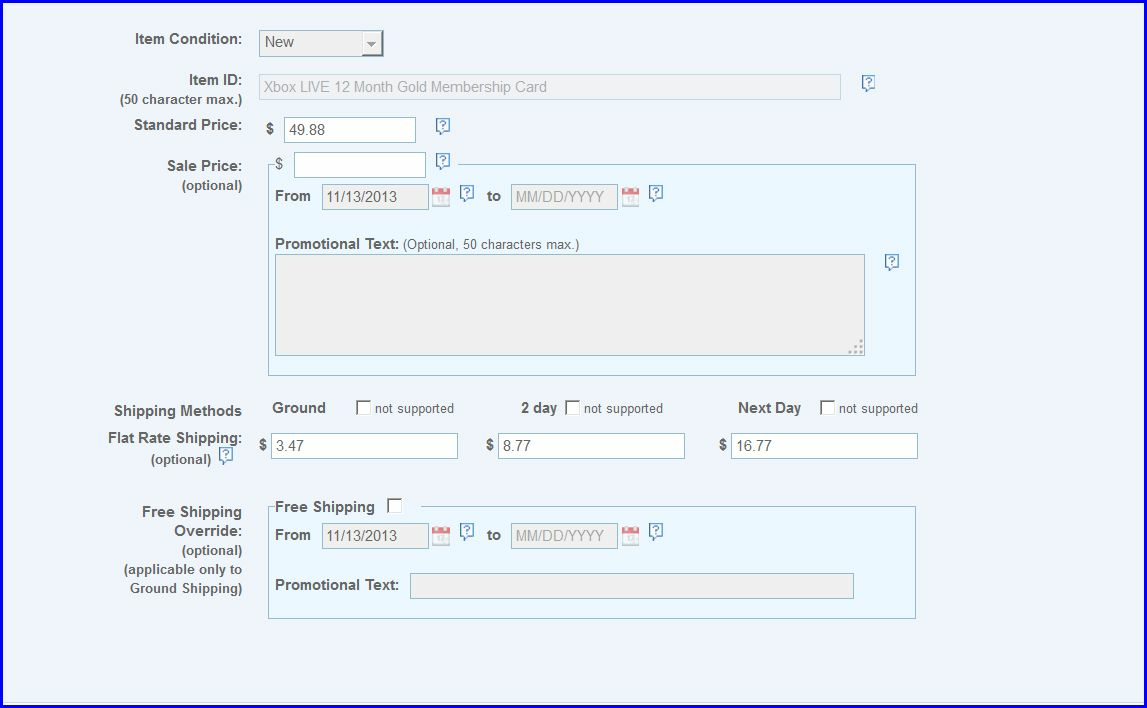 Item Condition: New
Item ID: Xbox LIVE 12 Month Gold Membership Card
(50 character max.)
Standard Price: $ 49.88
Sale Price: $
(optional)
From 11/13/2013 to MM/DD/YYYY
Promotional Text: (Optional, 50 characters max.)
Shipping Methods Ground not supported 2 day not supported Next Day not supported
Flat Rate Shipping: $ 3.47 $ 8.77 $ 16.77
(optional)
Free Shipping Override: Free Shipping
(optional) From 11/13/2013 to MM/DD/YYYY
(applicable only to Ground Shipping) Promotional Text: